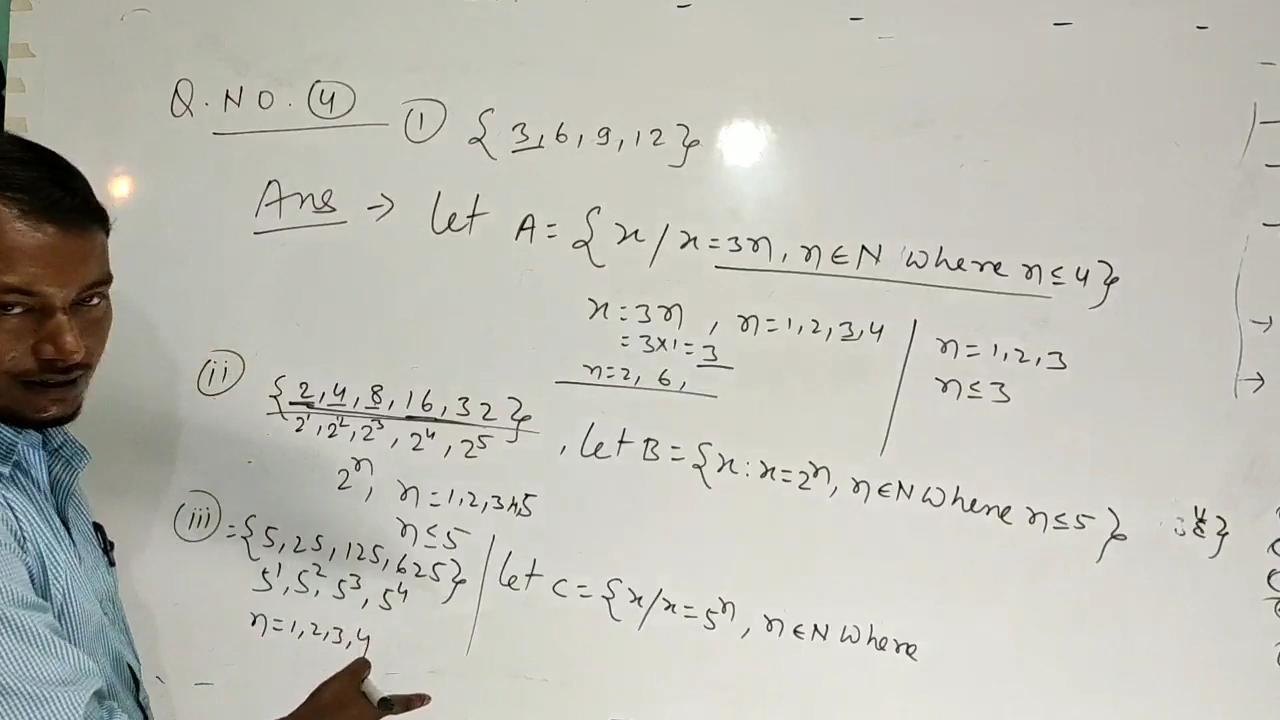 Q.NO. 4 ① {3,6,9,12}
Ans → let A={x/x=3n, n∈N where n≤4}
x=3n, n=1,2,3,4
=3×1=3
n=2, 6,
n=1,2,3
n≤3
(ii) {2,4,8,16,32}
2¹,2²,2³,2⁴,2⁵
2ⁿ, n=1,2,3,4,5
n≤5
, let B={x:x=2ⁿ, n∈N where n≤5}
(iii) ={5,25,125,625}
5¹,5²,5³,5⁴
n=1,2,3,4
let C={x/x=5ⁿ, n∈N where